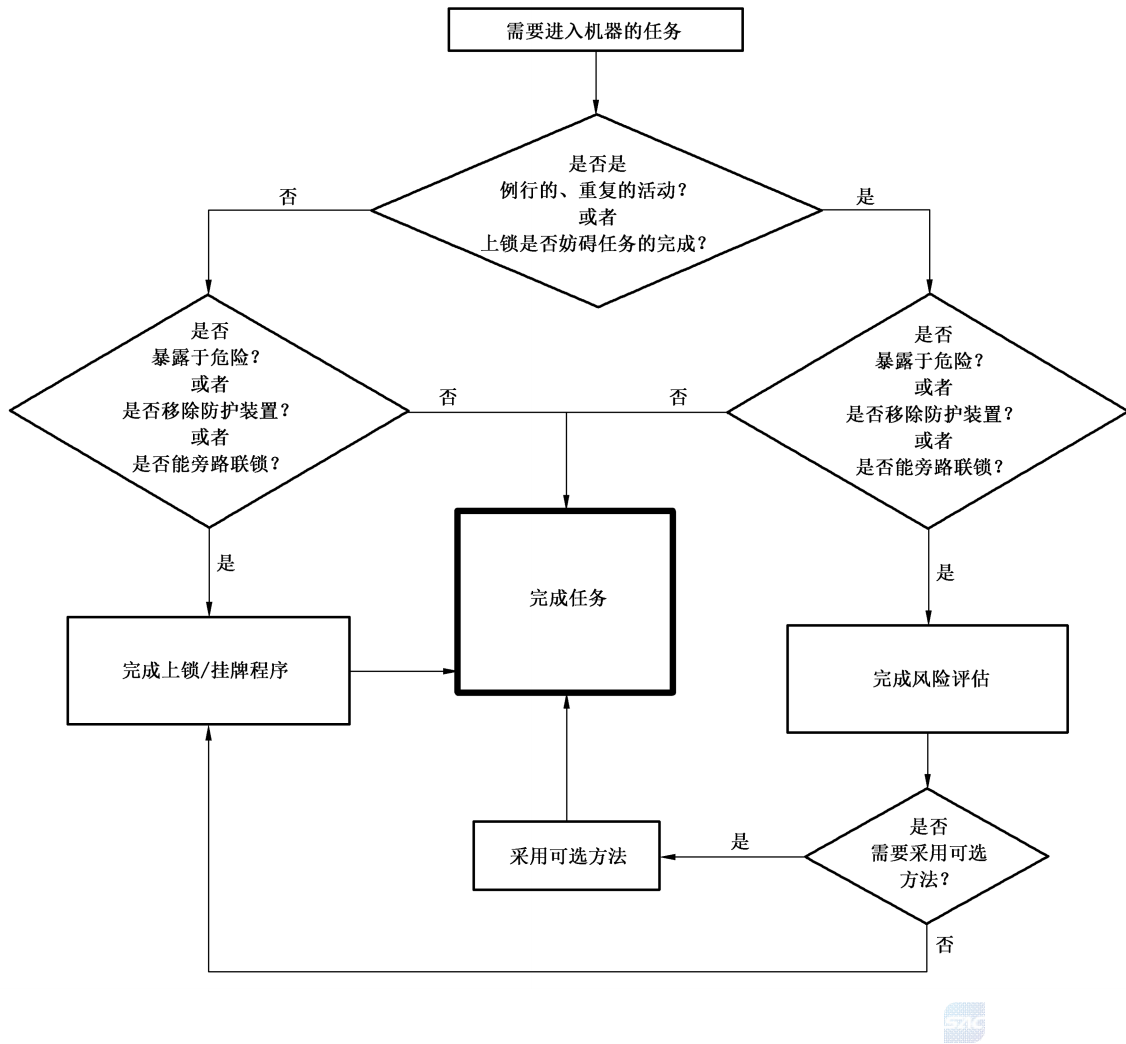 需要进入机器的任务
是否是
例行的、重复的活动？
或者
上锁是否妨碍任务的完成？
否
是
是否
暴露于危险？
或者
是否移除防护装置？
或者
是否能旁路联锁？
否
否
是否
暴露于危险？
或者
是否移除防护装置？
或者
是否能旁路联锁？
是
是
完成任务
完成上锁/挂牌程序
完成风险评估
采用可选方法
是
是否
需要采用可选
方法？
否
SAC